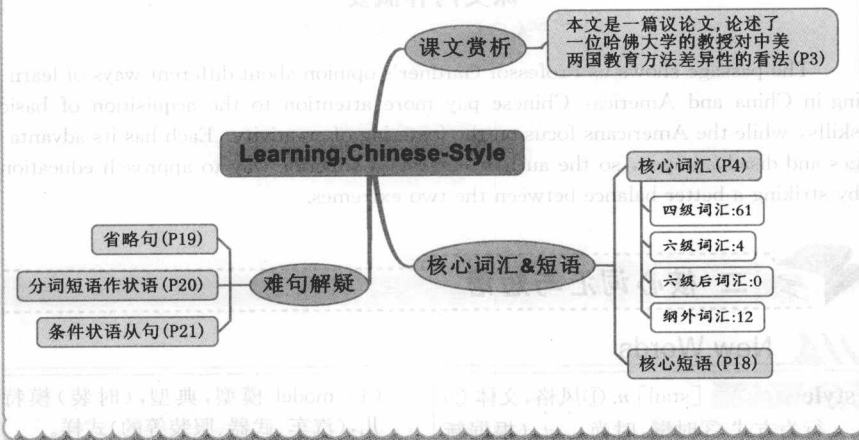 课文赏析
本文是一篇议论文,论述了
一位哈佛大学的教授对中美
两国教育方法差异性的看法(P3)
Learning,Chinese-Style
核心词汇(P4)
四级词汇:61
六级词汇:4
六级后词汇:0
纲外词汇:12
核心短语(P18)
核心词汇&短语
难句解疑
省略句(P19)
分词短语作状语(P20)
条件状语从句(P21)